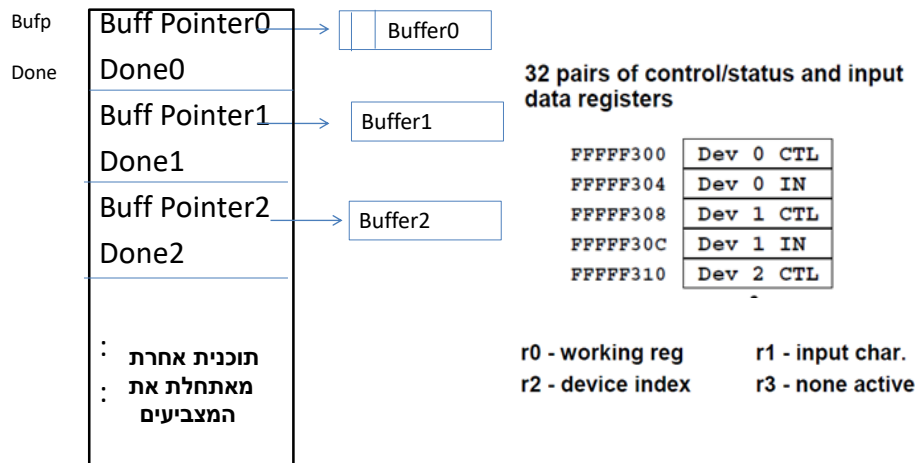 Bufp
Buff Pointer0
Buffer0
Done
Done0
Buff Pointer1
Buffer1
Done1
Buff Pointer2
Buffer2
Done2
:
:
תוכנית אחרת
מאתחלת את
המצביעים
32 pairs of control/status and input
data registers
FFFFF300 Dev 0 CTL
FFFFF304 Dev 0 IN
FFFFF308 Dev 1 CTL
FFFFF30C Dev 1 IN
FFFFF310 Dev 2 CTL
r0 - working reg r1 - input char.
r2 - device index r3 - none active